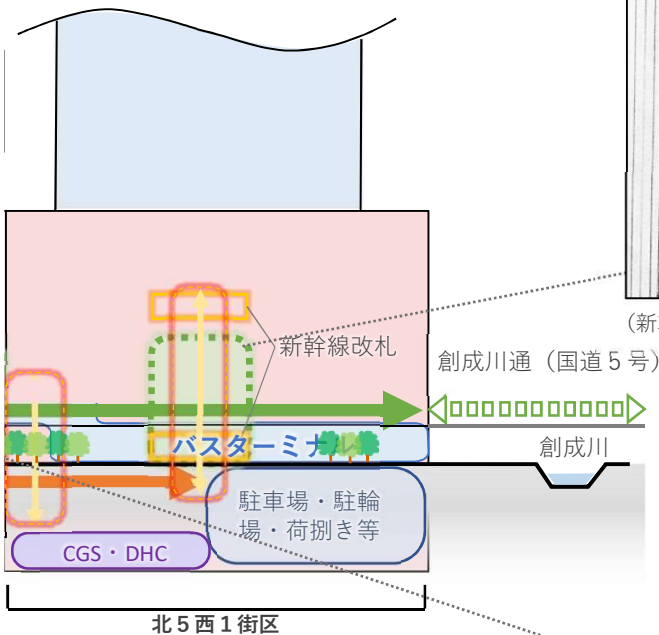 (新
新幹線改札
創成川通（国道５号）
バスターミナル
創成川
駐車場・駐輪
場・荷捌き等
CGS・DHC
北５西１街区